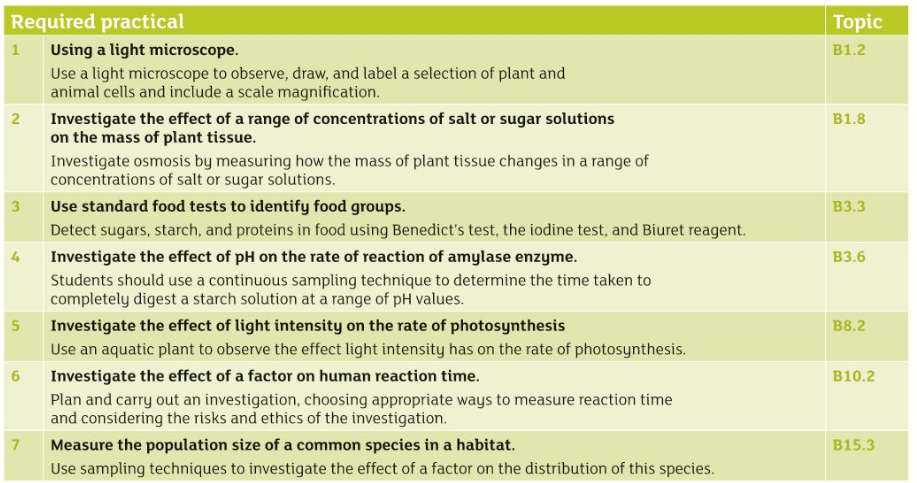 Required practical Topic
1 Using a light microscope. B1.2
Use a light microscope to observe, draw, and label a selection of plant and
animal cells and include a scale magnification.
2 Investigate the effect of a range of concentrations of salt or sugar solutions B1.8
on the mass of plant tissue.
Investigate osmosis by measuring how the mass of plant tissue changes in a range of
concentrations of salt or sugar solutions.
3 Use standard food tests to identify food groups. B3.3
Detect sugars, starch, and proteins in food using Benedict's test, the iodine test, and Biuret reagent.
4 Investigate the effect of pH on the rate of reaction of amylase enzyme. B3.6
Students should use a continuous sampling technique to determine the time taken to
completely digest a starch solution at a range of pH values.
5 Investigate the effect of light intensity on the rate of photosynthesis B8.2
Use an aquatic plant to observe the effect light intensity has on the rate of photosynthesis.
6 Investigate the effect of a factor on human reaction time. B10.2
Plan and carry out an investigation, choosing appropriate ways to measure reaction time
and considering the risks and ethics of the investigation.
7 Measure the population size of a common species in a habitat. B15.3
Use sampling techniques to investigate the effect of a factor on the distribution of this species.